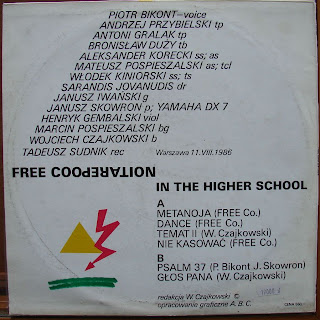 PIOTR BIKONT—voice
ANDRZEJ PRZYBIELSKI tp
ANTONI GRALAK tp
BRONISŁAW DUŻY tb
ALEKSANDER KORECKI ss; as
MATEUSZ POSPIESZALSKI as; tcl
WŁODEK KINIORSKI ss; ts
SARANDIS JOVANUDIS dr
JANUSZ IWAŃSKI g
JANUSZ SKOWRON p; YAMAHA DX 7
HENRYK GEMBALSKI viol
MARCIN POSPIESZALSKI bg
WOJCIECH CZAJKOWSKI b
TADEUSZ SUDNIK rec Warszawa 11.VIII.1986
FREE COOPERATION
IN THE HIGHER SCHOOL
A
METANOJA (FREE Co.)
DANCE (FREE Co.)
TEMAT II (W. Czajkowski)
NIE KASOWAĆ (FREE Co.)
B
PSALM 37 (P. Bikont J. Skowron)
GŁOS PANA (W. Czajkowski)
redakcja W. Czajkowski
opracowanie graficzne A. B. C.